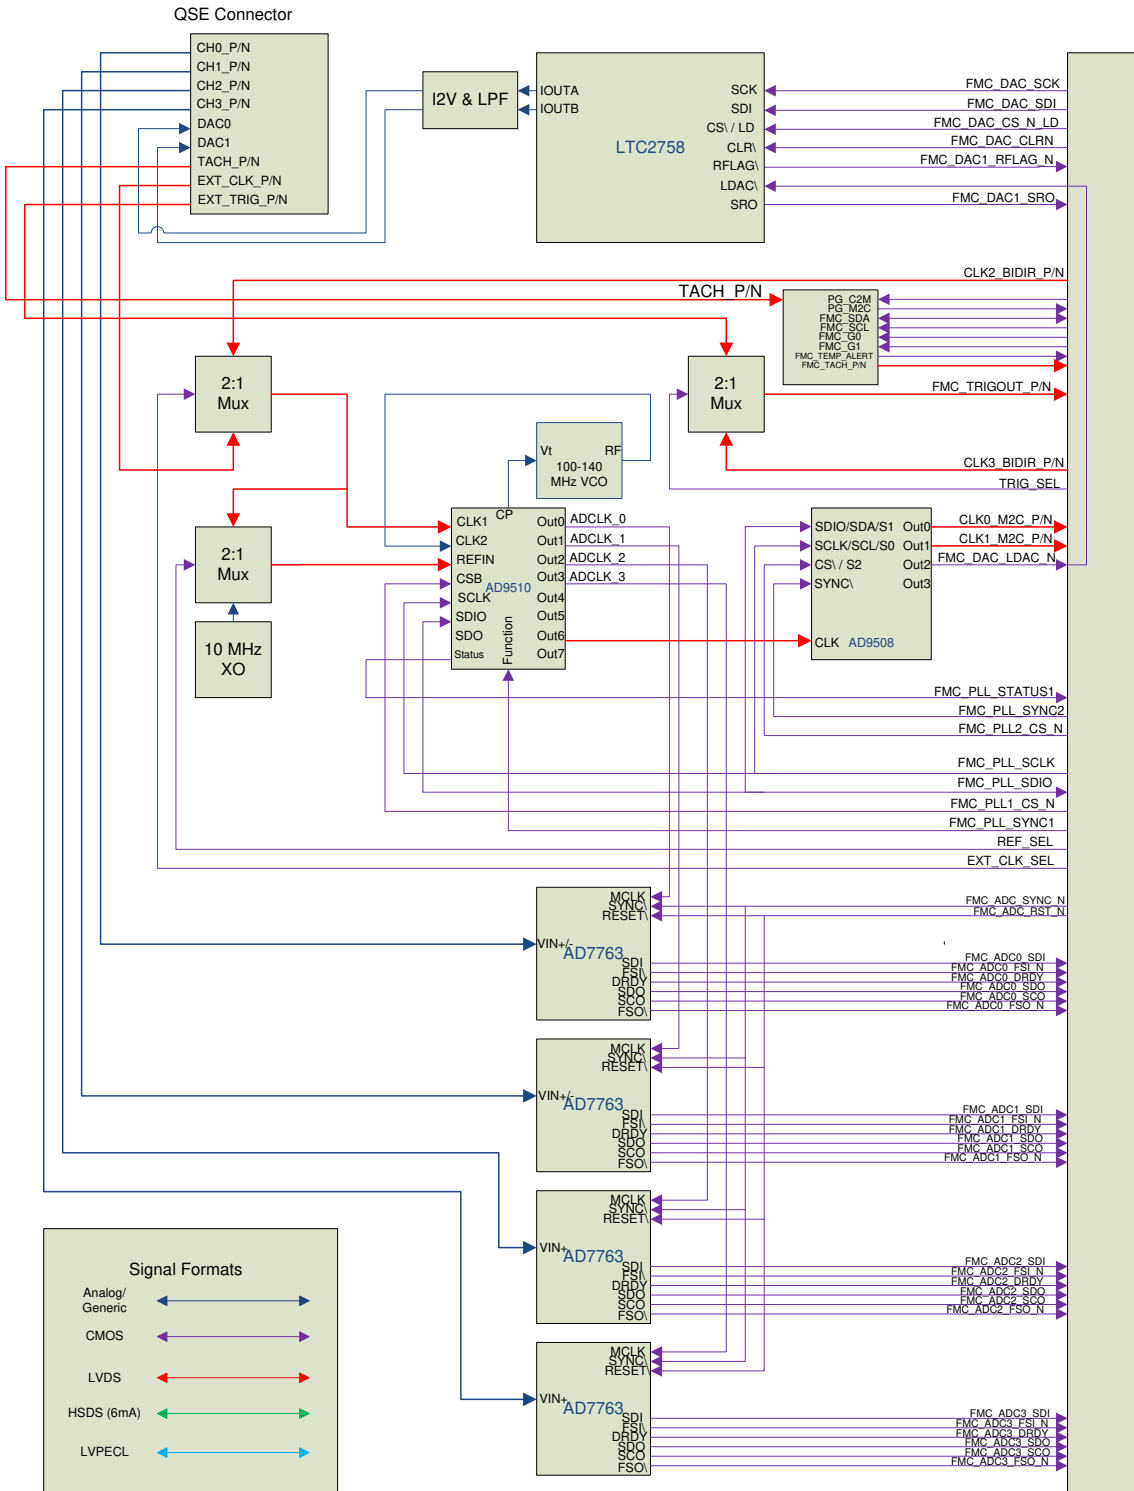 QSE Connector
CH0_P/N
CH1_P/N
CH2_P/N
CH3_P/N
DAC0
DAC1
TACH_P/N
EXT_CLK_P/N
EXT_TRIG_P/N
I2V & LPF
IOUTA
IOUTB
LTC2758
SCK
SDI
CS\ / LD
CLR\
RFLAG\
LDAC\
SRO
FMC_DAC_SCK
FMC_DAC_SDI
FMC_DAC_CS_N_LD
FMC_DAC_CLRN
FMC_DAC1_RFLAG_N
FMC_DAC1_SRO
CLK2_BIDIR_P/N
TACH_P/N
PG_C2M
PG_M2C
FMC_SDA
FMC_SCL
FMC_G0
FMC_G1
FMC_TEMP_ALERT
FMC_TACH_P/N
2:1
Mux
2:1
Mux
FMC_TRIGOUT_P/N
CLK3_BIDIR_P/N
TRIG_SEL
Vt
RF
100-140
MHz VCO
2:1
Mux
10 MHz
XO
CP
CLK1
CLK2
REFIN
CSB
SCLK
SDIO
SDO
Status
AD9510
Function
Out0
Out1
Out2
Out3
Out4
Out5
Out6
Out7
ADCLK_0
ADCLK_1
ADCLK_2
ADCLK_3
SDIO/SDA/S1
SCLK/SCL/S0
CS\ / S2
SYNC\
CLK
AD9508
Out0
Out1
Out2
Out3
CLK0_M2C_P/N
CLK1_M2C_P/N
FMC_DAC_LDAC_N
FMC_PLL_STATUS1
FMC_PLL_SYNC2
FMC_PLL2_CS_N
FMC_PLL_SCLK
FMC_PLL_SDIO
FMC_PLL1_CS_N
FMC_PLL_SYNC1
REF_SEL
EXT_CLK_SEL
MCLK
SYNC\
RESET\
VIN+/-
AD7763
SDI
FSI\
DRDY
SDO
SCO
FSO\
FMC_ADC_SYNC_N
FMC_ADC_RST_N
FMC_ADC0_SDI
FMC_ADC0_FSI_N
FMC_ADC0_DRDY
FMC_ADC0_SDO
FMC_ADC0_SCO
FMC_ADC0_FSO_N
MCLK
SYNC\
RESET\
VIN+/-
AD7763
SDI
FSI\
DRDY
SDO
SCO
FSO\
FMC_ADC1_SDI
FMC_ADC1_FSI_N
FMC_ADC1_DRDY
FMC_ADC1_SDO
FMC_ADC1_SCO
FMC_ADC1_FSO_N
MCLK
SYNC\
RESET\
VIN+
AD7763
SDI
FSI\
DRDY
SDO
SCO
FSO\
FMC_ADC2_SDI
FMC_ADC2_FSI_N
FMC_ADC2_DRDY
FMC_ADC2_SDO
FMC_ADC2_SCO
FMC_ADC2_FSO_N
MCLK
SYNC\
RESET\
VIN+
AD7763
SDI
FSI\
DRDY
SDO
SCO
FSO\
FMC_ADC3_SDI
FMC_ADC3_FSI_N
FMC_ADC3_DRDY
FMC_ADC3_SDO
FMC_ADC3_SCO
FMC_ADC3_FSO_N
Signal Formats
Analog/
Generic
CMOS
LVDS
HSDS (6mA)
LVPECL